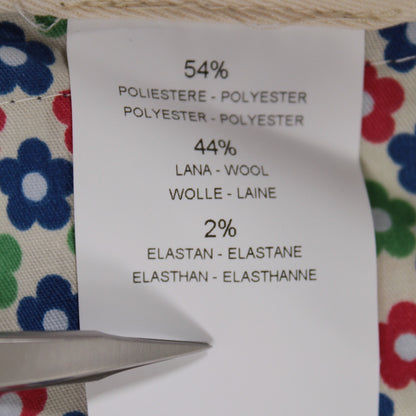 54%
POLIESTERE - POLYESTER
POLYESTER - POLYESTER
44%
LANA - WOOL
WOLLE - LAINE
2%
ELASTAN - ELASTANE
ELASTHAN - ELASTHANNE